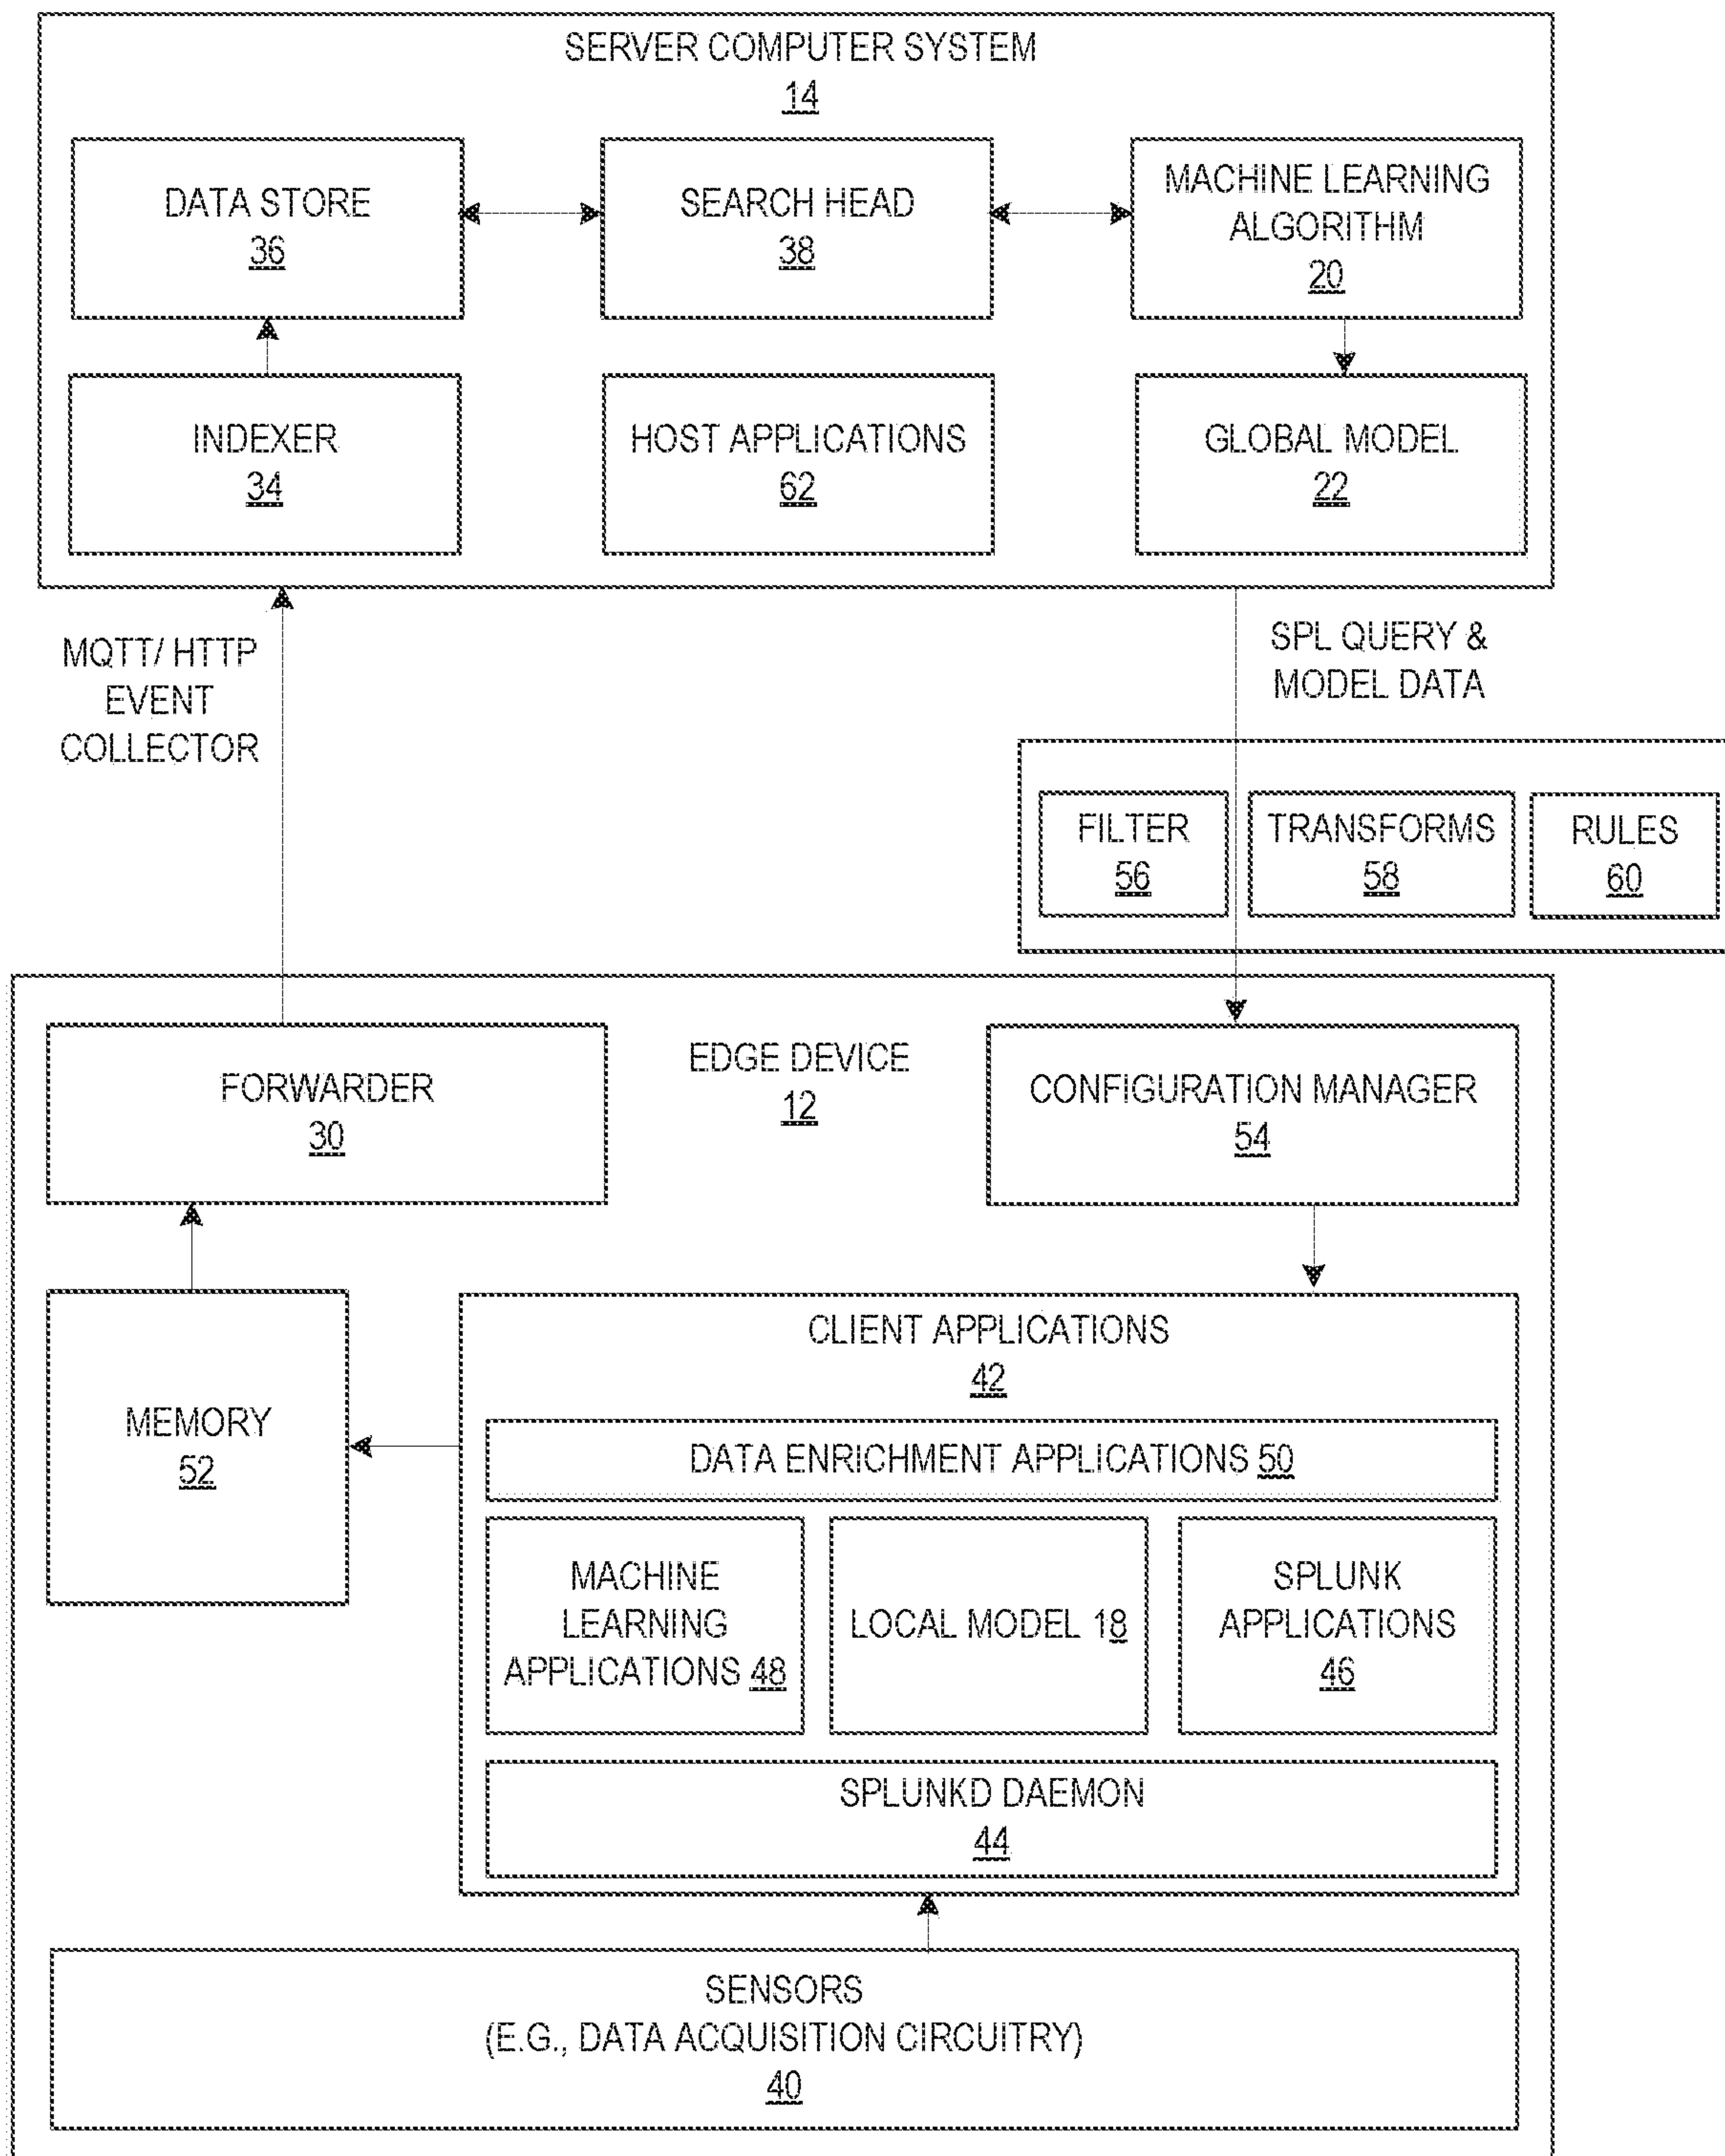 SERVER COMPUTER SYSTEM
14
DATA STORE
36
SEARCH HEAD
38
MACHINE LEARNING
ALGORITHM
20
INDEXER
34
HOST APPLICATIONS
62
GLOBAL MODEL
22
MQTT/ HTTP
EVENT
COLLECTOR
SPL QUERY &
MODEL DATA
FILTER
56
TRANSFORMS
58
RULES
60
FORWARDER
30
EDGE DEVICE
12
CONFIGURATION MANAGER
54
MEMORY
52
CLIENT APPLICATIONS
42
DATA ENRICHMENT APPLICATIONS 50
MACHINE
LEARNING
APPLICATIONS 48
LOCAL MODEL 18
SPLUNK
APPLICATIONS
46
SPLUNKD DAEMON
44
SENSORS
(E.G., DATA ACQUISITION CIRCUITRY)
40